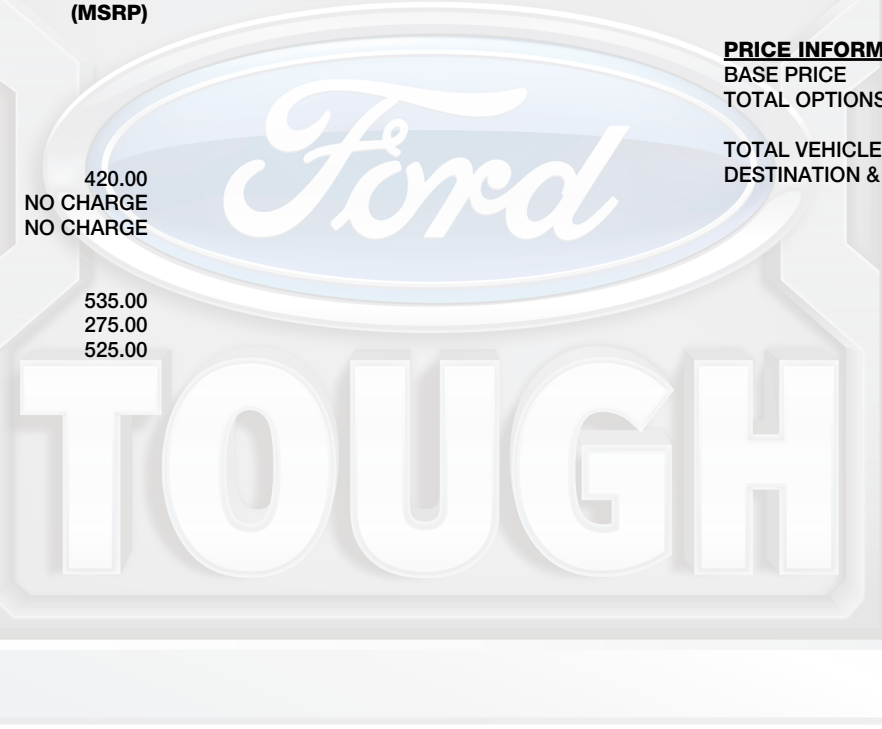 (MSRP)
420.00
NO CHARGE
NO CHARGE
535.00
275.00
525.00
PRICE INFORM
BASE PRICE
TOTAL OPTIONS
TOTAL VEHICLE
DESTINATION &
Ford
TOUGH